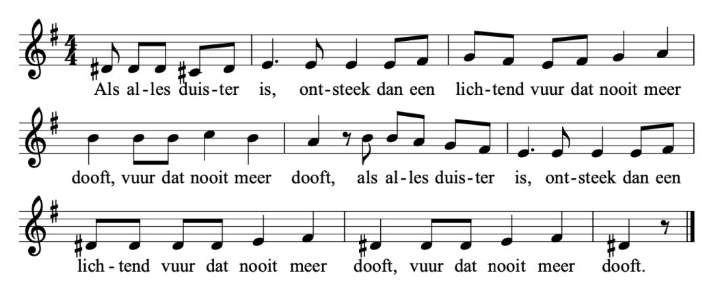 4
4
Als al-les duis-ter is, ont-steek dan een lich-tend vuur dat nooit meer
dooft, vuur dat nooit meer dooft, als al-les duis-ter is, ont-steek dan een
lich-tend vuur dat nooit meer dooft, vuur dat nooit meer dooft.